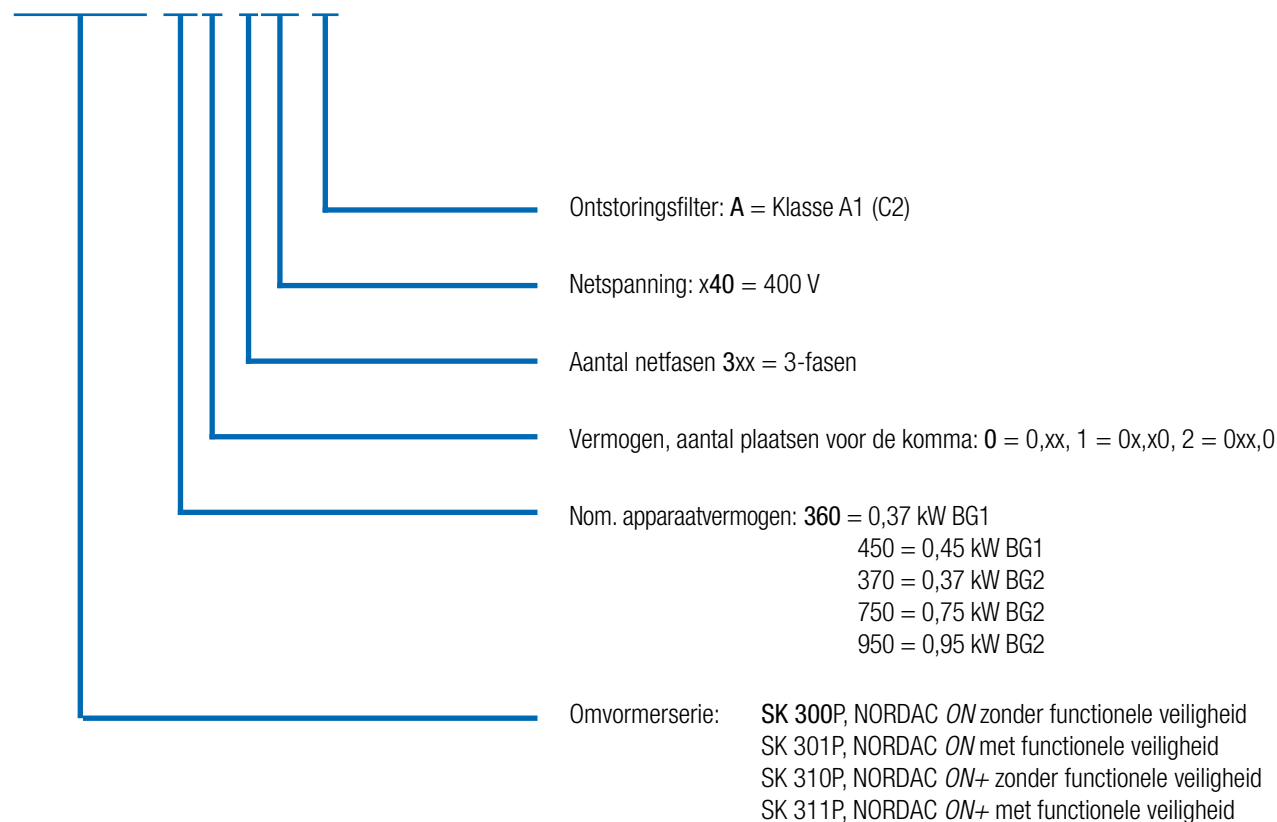 Ontstoringsfilter: A = Klasse A1 (C2)
Netspanning: x40 = 400 V
Aantal netfasen 3xx = 3-fasen
Vermogen, aantal plaatsen voor de komma: 0 = 0,xx, 1 = 0x,x0, 2 = 0xx,0
Nom. apparaatvermogen: 360 = 0,37 kW BG1
450 = 0,45 kW BG1
370 = 0,37 kW BG2
750 = 0,75 kW BG2
950 = 0,95 kW BG2
Omvormerserie: SK 300P, NORDAC ON zonder functionele veiligheid
SK 301P, NORDAC ON met functionele veiligheid
SK 310P, NORDAC ON+ zonder functionele veiligheid
SK 311P, NORDAC ON+ met functionele veiligheid